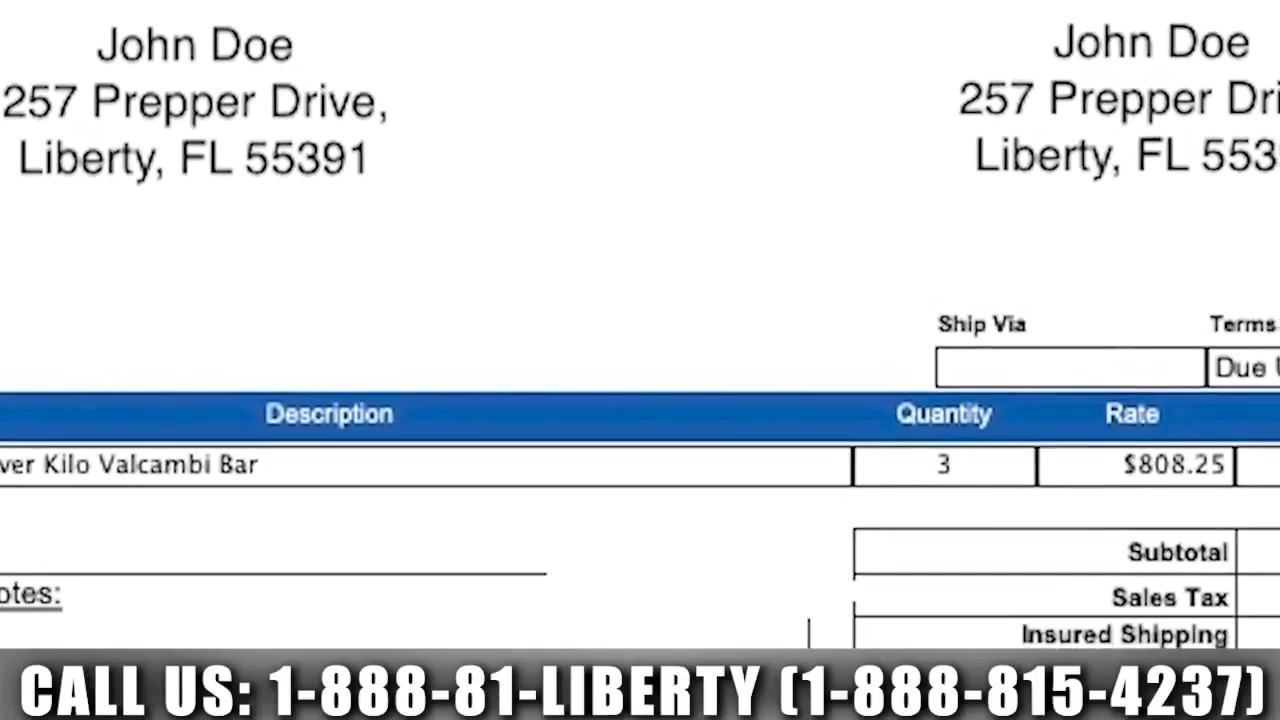 John Doe
257 Prepper Drive,
Liberty, FL 55391
John Doe
257 Prepper Dri
Liberty, FL 553
Ship Via Terms
Due U
Description Quantity Rate
ver Kilo Valcambi Bar 3 $808.25
Subtotal
otes:
Sales Tax
Insured Shipping
CALL US: 1-888-81-LIBERTY (1-888-815-4237)